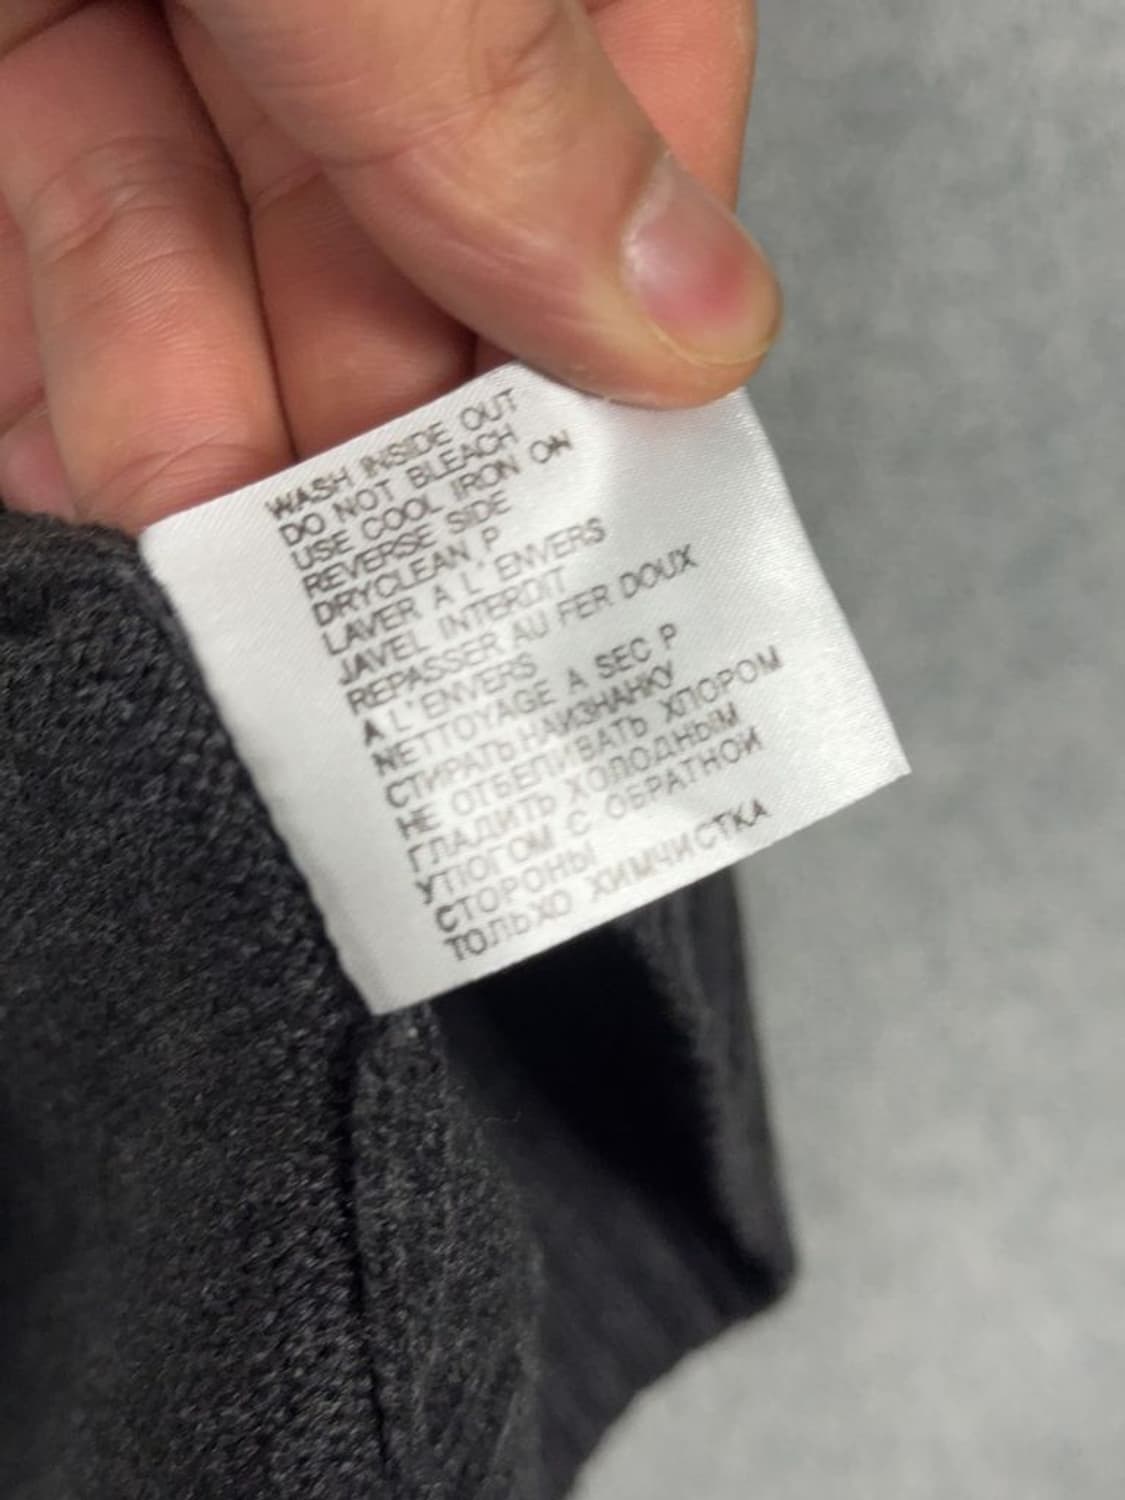 WASH INSIDE OUT
DO NOT BLEACH
USE COOL IRON ON
REVERSE SIDE
DRYCLEAN P
LAVER A L'ENVERS
JAVEL INTERDIT
REPASSER AU FER DOUX
A L'ENVERS
NETTOYAGE A SEC P
СТИРАТЬ НАИЗНАНКУ
НЕ ОТБЕЛИВАТЬ ХЛОРОМ
ГЛАДИТЬ ХОЛОДНЫМ
УТЮГОМ С ОБРАТНОЙ
СТОРОНЫ
ТОЛЬХО ХИМЧИСТКА